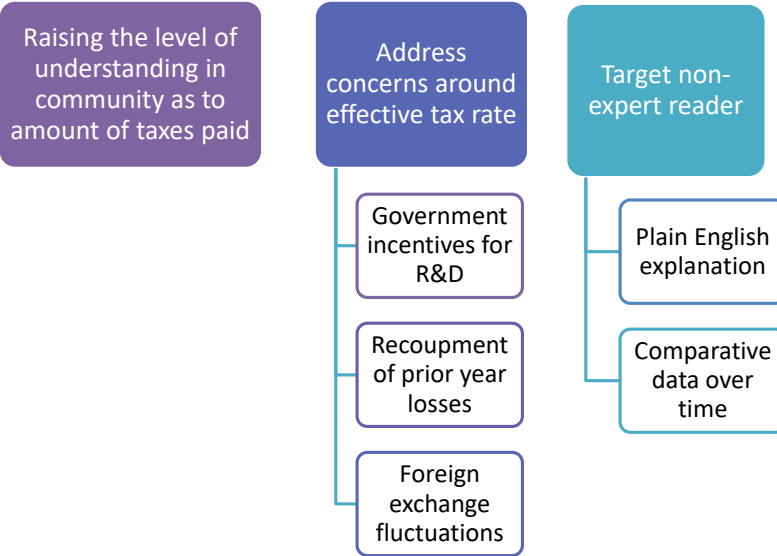 Raising the level of
understanding in
community as to
amount of taxes paid
Address
concerns around
effective tax rate
Government
incentives for
R&D
Recoupment
of prior year
losses
Foreign
exchange
fluctuations
Target non-
expert reader
Plain English
explanation
Comparative
data over
time